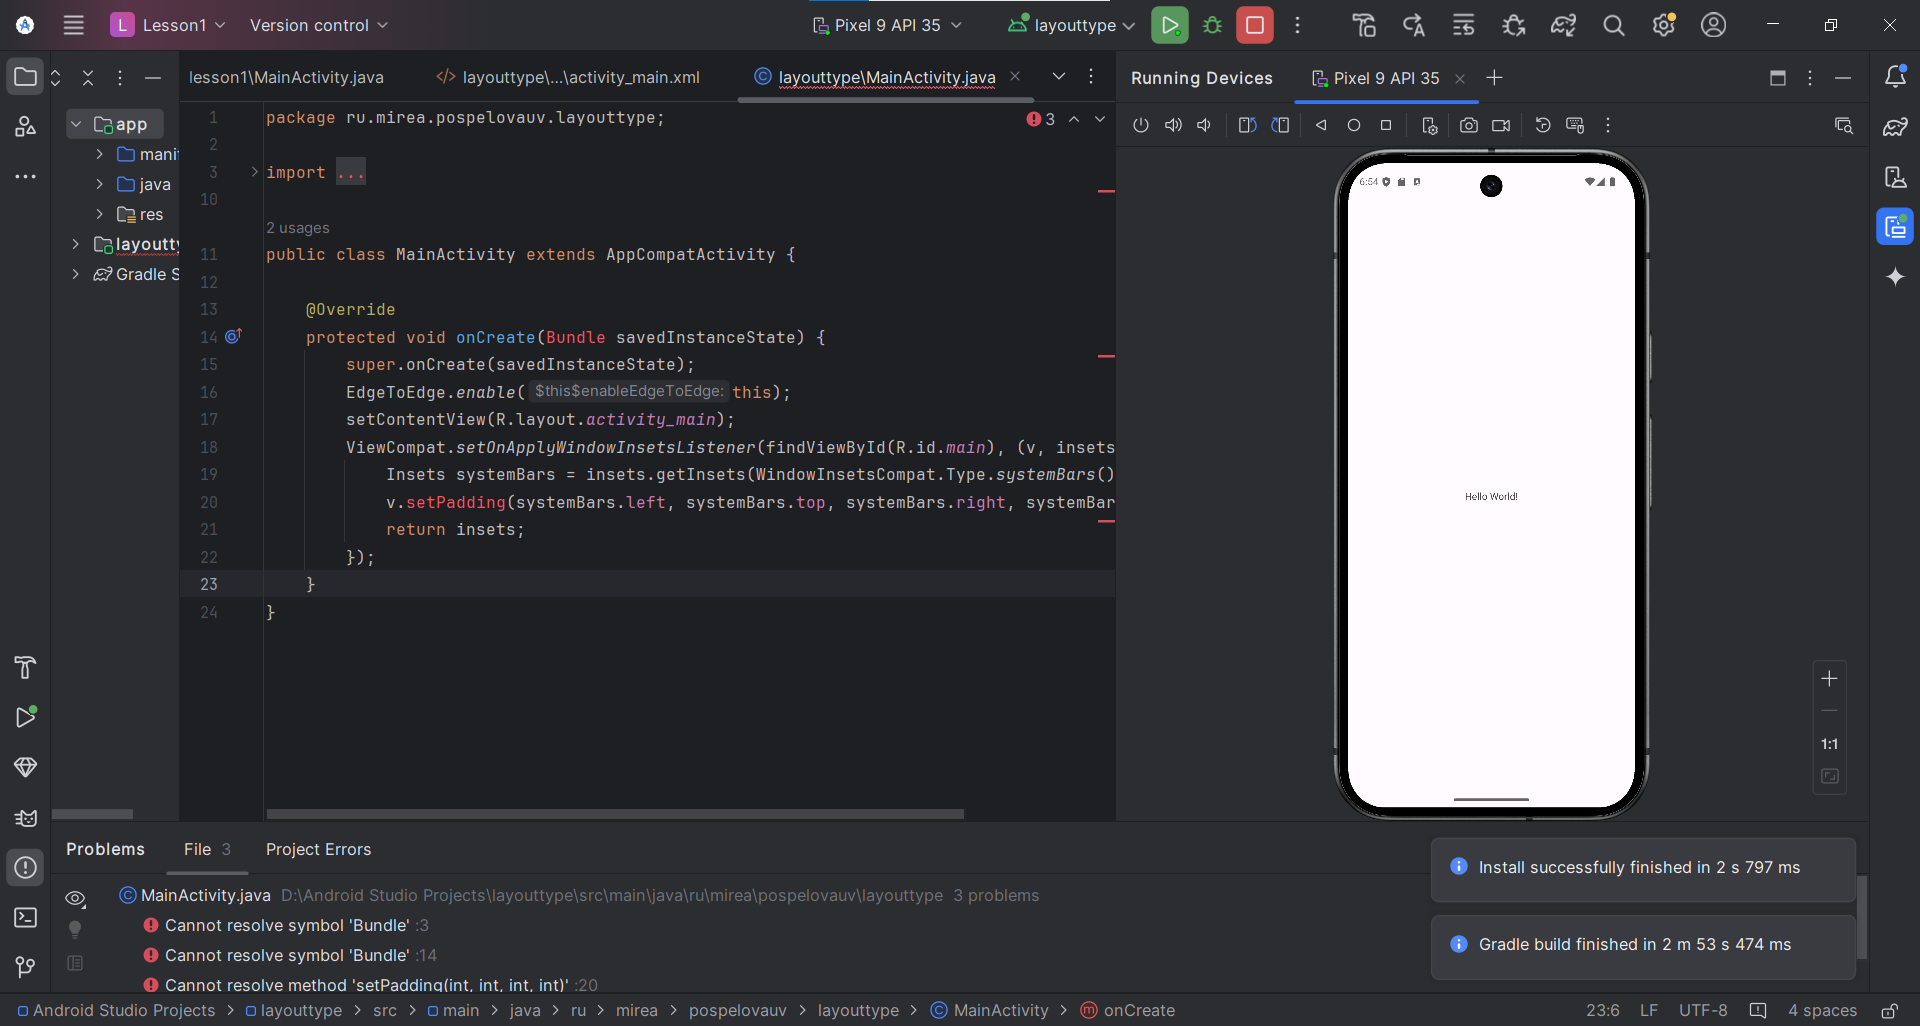 L Lesson1 Version control Pixel 9 API 35 layouttype
lesson1\MainActivity.java </> layouttype\...\activity_main.xml layouttype\MainActivity.java
Running Devices Pixel 9 API 35
app
manif
java
res
layoutty
Gradle S
3
1 package ru.mirea.pospelovauv.layouttype;
2
3 import ...
10
2 usages
11 public class MainActivity extends AppCompatActivity {
12
13 @Override
14 protected void onCreate(Bundle savedInstanceState) {
15 super.onCreate(savedInstanceState);
16 EdgeToEdge.enable( $this$enableEdgeToEdge: this);
17 setContentView(R.layout.activity_main);
18 ViewCompat.setOnApplyWindowInsetsListener(findViewById(R.id.main), (v, insets
19 Insets systemBars = insets.getInsets(WindowInsetsCompat.Type.systemBars()
20 v.setPadding(systemBars.left, systemBars.top, systemBars.right, systemBar
21 return insets;
22 });
23 }
24 }
6:54
Hello World!
1:1
Problems File 3 Project Errors
MainActivity.java D:\Android Studio Projects\layouttype\src\main\java\ru\mirea\pospelovauv\layouttype 3 problems
Cannot resolve symbol 'Bundle' :3
Cannot resolve symbol 'Bundle' :14
Cannot resolve method 'setPadding(int, int, int, int)' :20
Install successfully finished in 2 s 797 ms
Gradle build finished in 2 m 53 s 474 ms
Android Studio Projects > layouttype > src > main > java > ru > mirea > pospelovauv > layouttype > MainActivity > onCreate
23:6 LF UTF-8 4 spaces